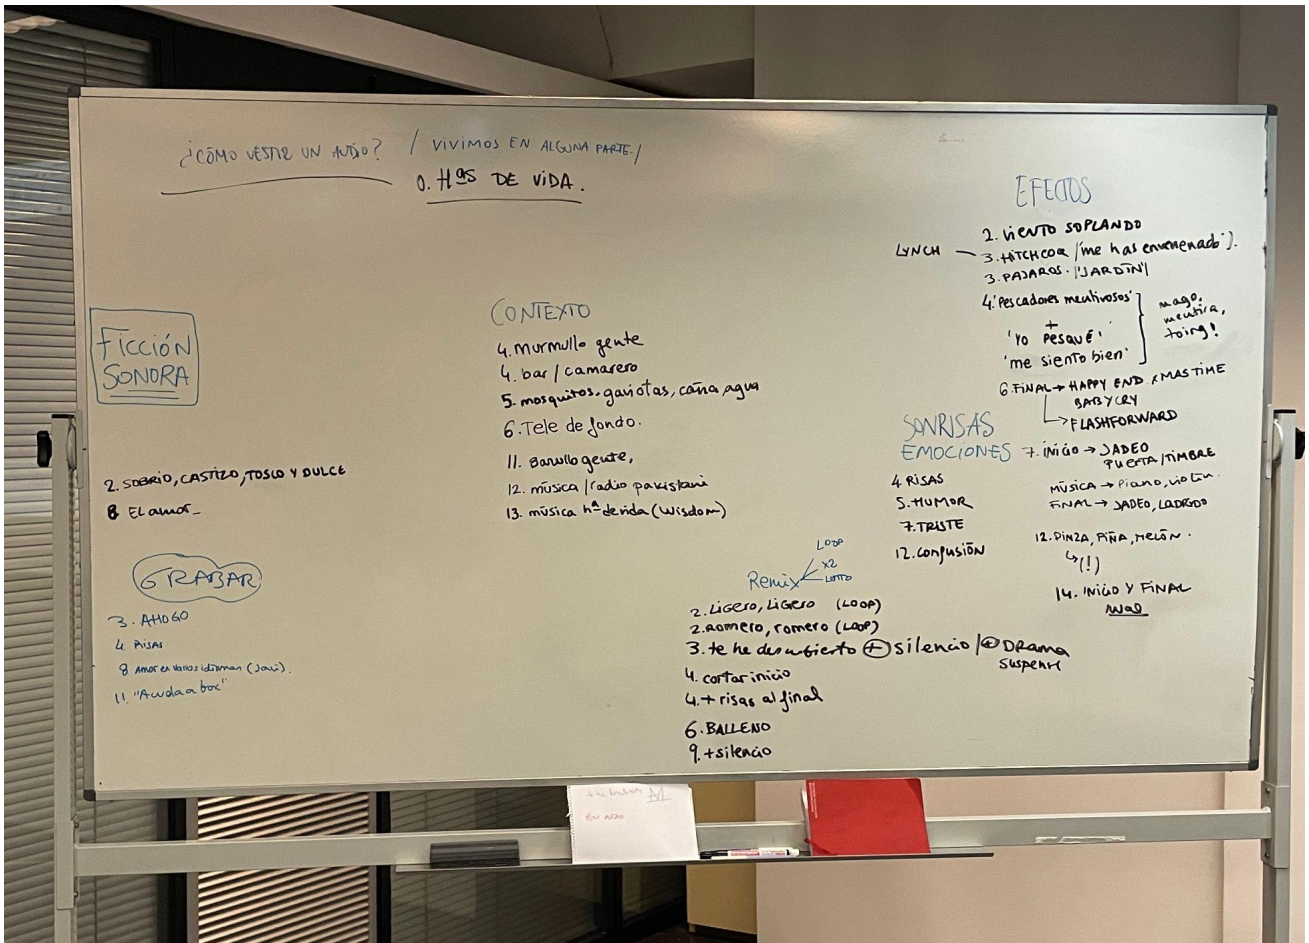 ¿CÓMO VESTIR UN AUDIO? / VIVIMOS EN ALGUNA PARTE /
0. Hªs DE VIDA.
FICCIÓN
SONORA
2. SOBRIO, CASTIZO, TOSCO Y DULCE
8 EL amor_
GRABAR
3. AHOGO
4. RISAS
8 AMOR en varios idiomas (Javi).
11. "Ayuda a box"
CONTEXTO
4. murmullo gente
4. bar / camarero
5. mosquitos. gaviotas, caña, agua
6. Tele de fondo.
11. Barullo gente,
12. música / radio pakistaní
13. música hª de vida (Wisdom)
EFECTOS
2. VIENTO SOPLANDO
LYNCH — 3. HITCHCOCK / 'me has envenenado').
3. PAJAROS. / 'JARDÍN' /
4. 'Pescadores mentirosos'
+
'Yo PESQUÉ'
'me siento bien'
mago,
mentira,
toing!
6. FINAL → HAPPY END. XMAS TIME
BABY CRY
→ FLASHFORWARD
7. inicio → JADEO
PUERTA / TIMBRE
MÚSICA → Piano, violín.
FINAL → JADEO, LADRIDO
12. PINZA, PIÑA, MELÓN.
↳ (!)
14. INICIO Y FINAL
SONRISAS
EMOCIONES
4 RISAS
5. HUMOR
7. TRISTE
12. confusión
Remix
LOOP
X2
2. LIGERO, LIGERO (LOOP)
2. ROMERO, romero (LOOP)
3. te he descubierto ⊕ silencio / ⊕ DRAMA
SUSPENSE
4. cortar inicio
4. + risas al final
6. BALLENO
9. + silencio